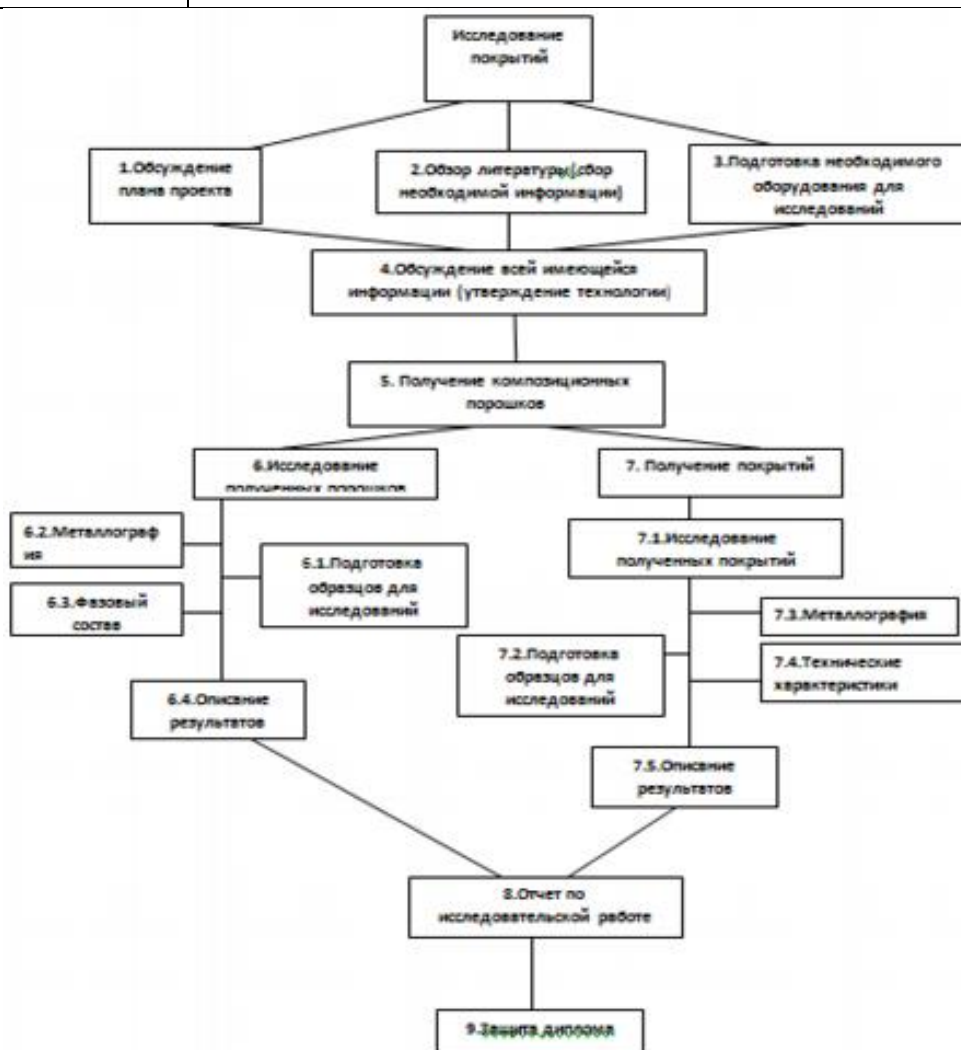 Исследование
покрытий
1.Обсуждение
плана проекта
2.Обзор литературы(,сбор
необходимой информации)
3.Подготовка необходимого
оборудования для
исследований
4.Обсуждение всей имеющейся
информации (утверждение технологии)
5. Получение композиционных
порошков
6.Исследование
полученных порошков
7. Получение покрытий
6.2.Металлограф
ия
6.1.Подготовка
образцов для
исследований
6.3.Фазовый
состав
6.4.Описание
результатов
7.1.Исследование
полученных покрытий
7.3.Металлография
7.2.Подготовка
образцов для
исследований
7.4.Технические
характеристики
7.5.Описание
результатов
8.Отчет по
исследовательской работе
9.Защита диплома